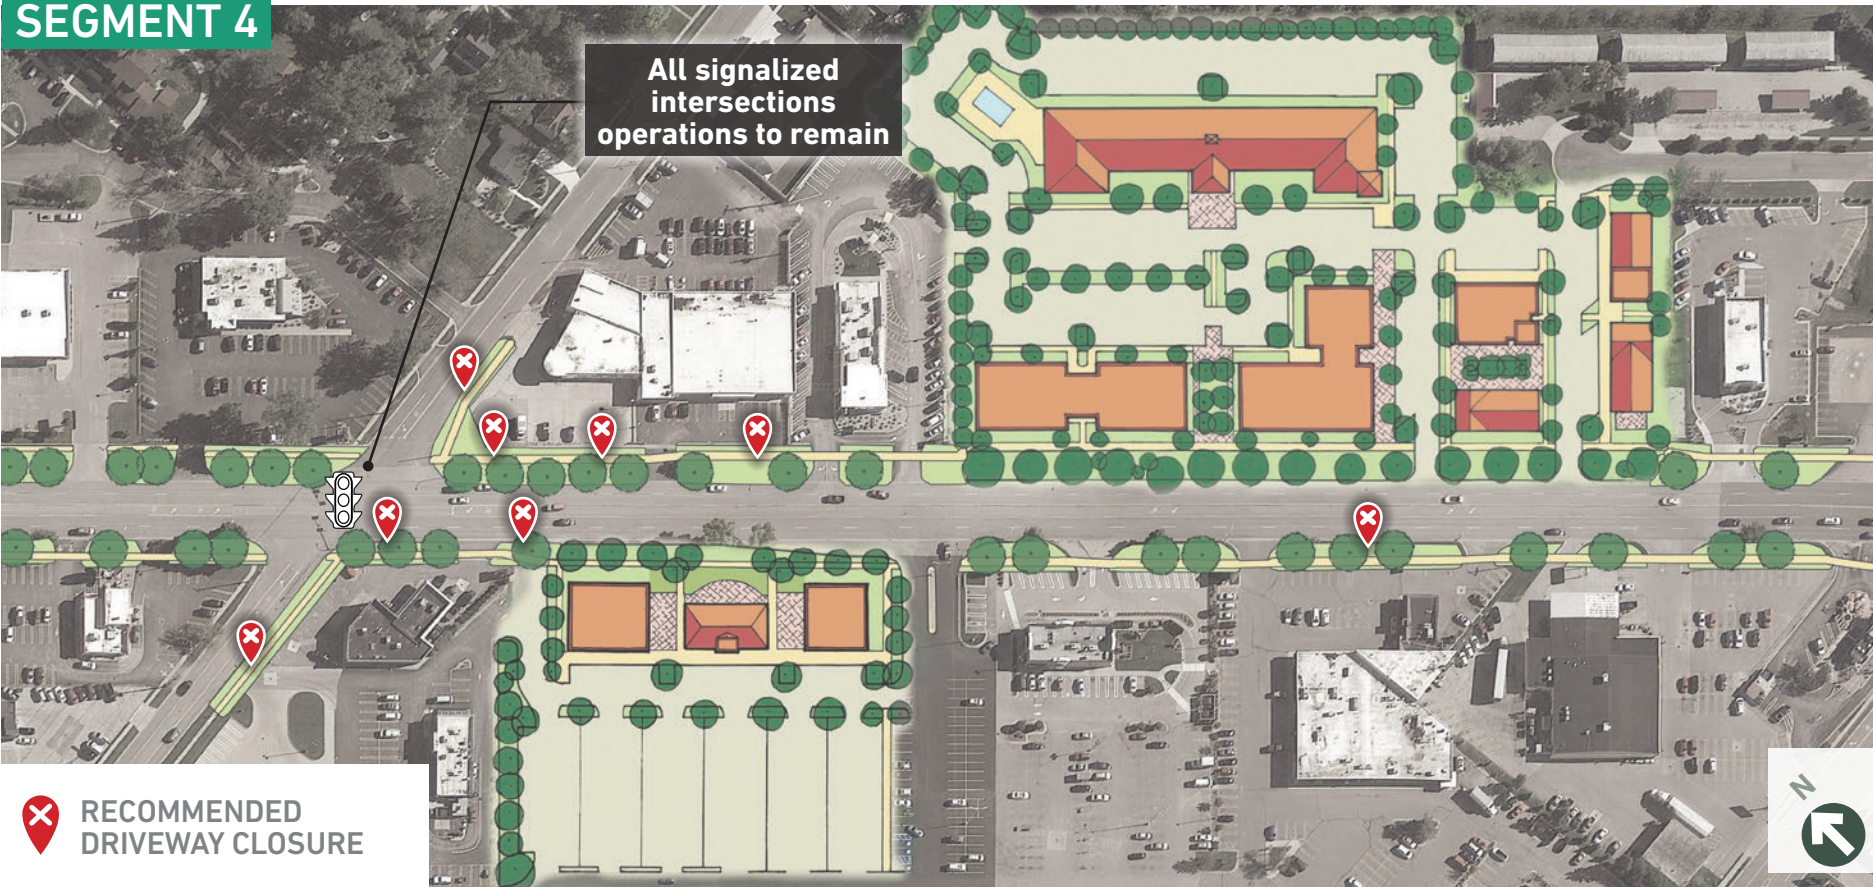 SEGMENT 4
All signalized
intersections
operations to remain
RECOMMENDED
DRIVEWAY CLOSURE
N